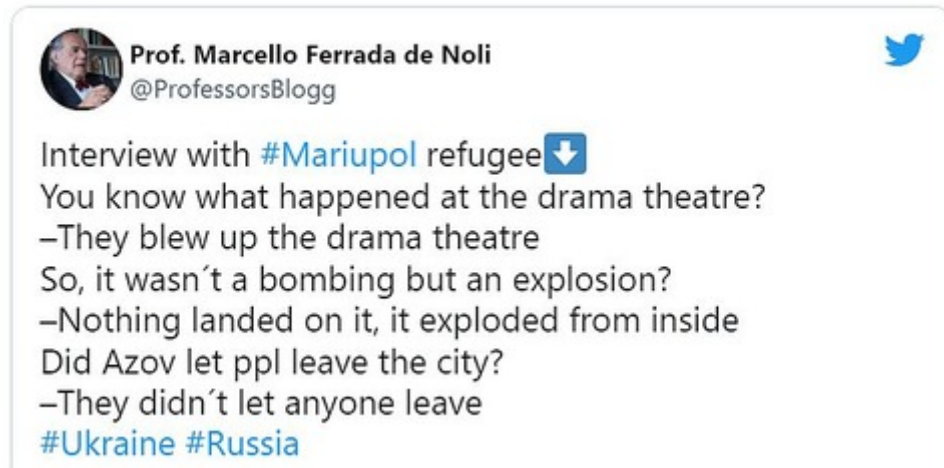 Prof. Marcello Ferrada de Noli
@ProfessorsBlogg
Interview with #Mariupol refugee⬇️
You know what happened at the drama theatre?
–They blew up the drama theatre
So, it wasn´t a bombing but an explosion?
–Nothing landed on it, it exploded from inside
Did Azov let ppl leave the city?
–They didn´t let anyone leave
#Ukraine #Russia